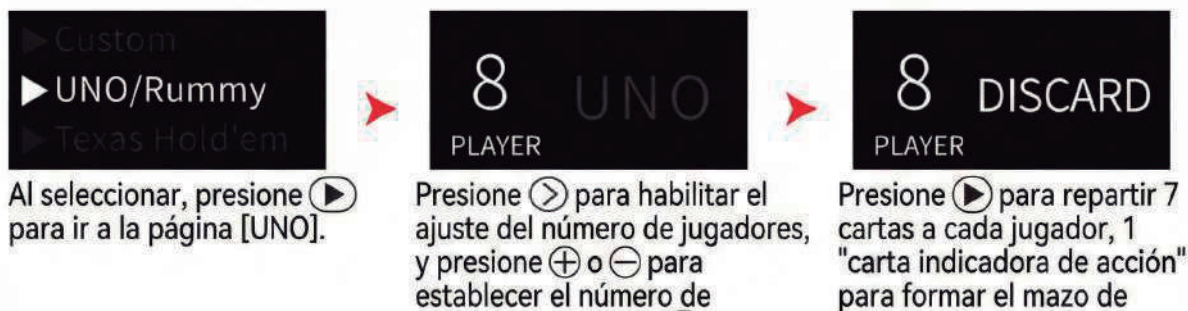 Custom
UNO/Rummy
Texas Hold'em
Al seleccionar, presione
para ir a la página [UNO].
8 UNO
PLAYER
Presione para habilitar el
ajuste del número de jugadores,
y presione o para
establecer el número de
8 DISCARD
PLAYER
Presione para repartir 7
cartas a cada jugador, 1
"carta indicadora de acción"
para formar el mazo de